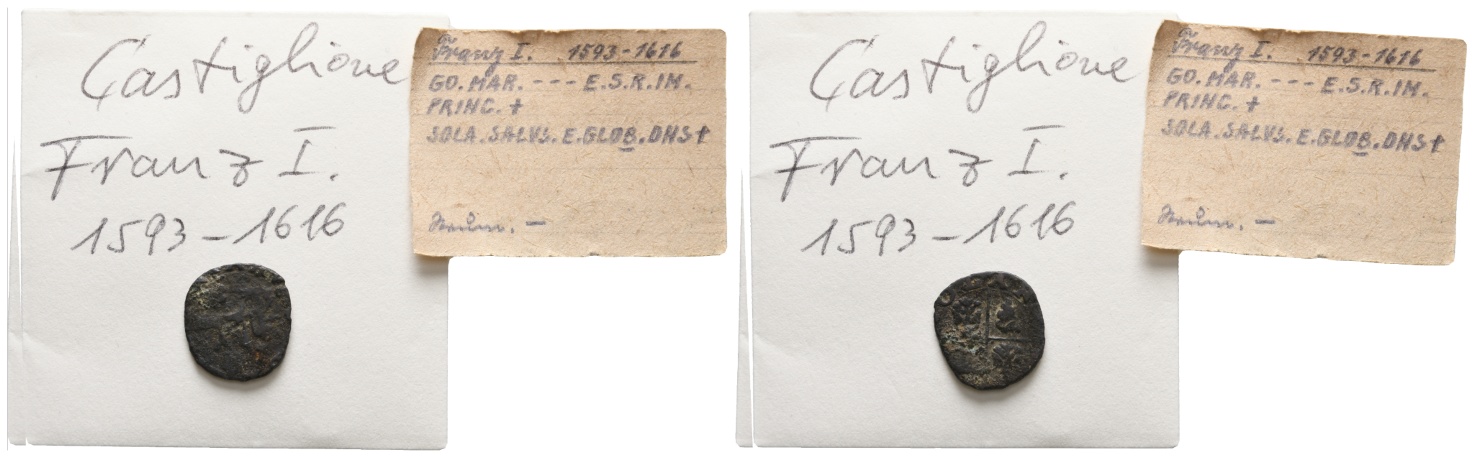 Castiglione
Franz I.
1593-1616
Franz I. 1593-1616
GO.MAR.---E.S.R.IM.
PRINC.+
SOLA.SALVS.E.GLOB.DNS+
Castiglione
Franz I.
1593-1616
Franz I. 1593-1616
GO.MAR.---E.S.R.IM.
PRINC.+
SOLA.SALVS.E.GLOB.DNS+